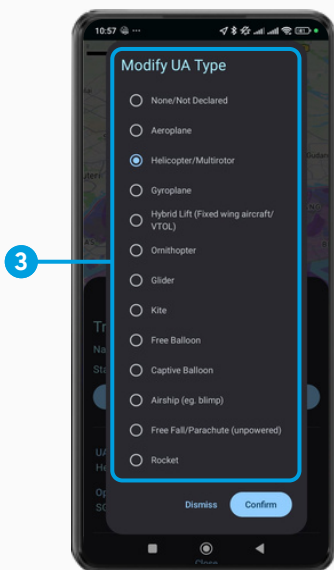 10:57
Modify UA Type
None/Not Declared
Aeroplane
Helicopter/Multirotor
Gyroplane
Hybrid Lift (Fixed wing aircraft/
VTOL)
Ornithopter
3
Glider
Kite
Free Balloon
Captive Balloon
Airship (eg. blimp)
Free Fall/Parachute (unpowered)
Rocket
Dismiss
Confirm
Close